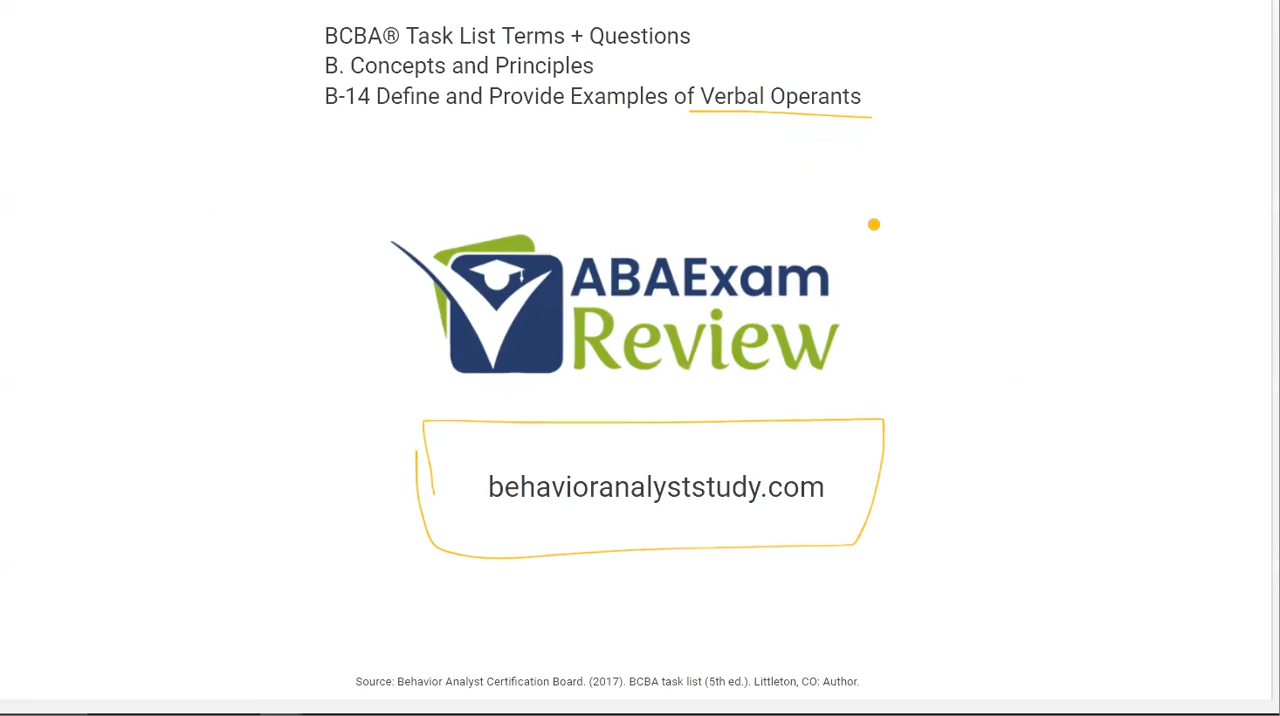 BCBA® Task List Terms + Questions
B. Concepts and Principles
B-14 Define and Provide Examples of Verbal Operants
ABAExam
Review
behavioranalyststudy.com
Source: Behavior Analyst Certification Board. (2017). BCBA task list (5th ed.). Littleton, CO: Author.